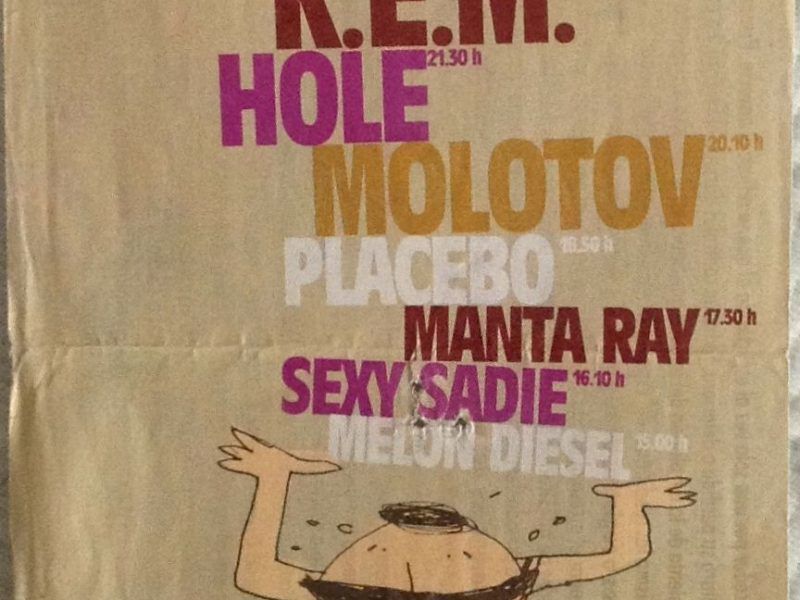 R.E.M.
HOLE 21.30 h
MOLOTOV 20.10 h
PLACEBO 18.50 h
MANTA RAY 17.30 h
SEXY SADIE 16.10 h
MELON DIESEL 15.00 h